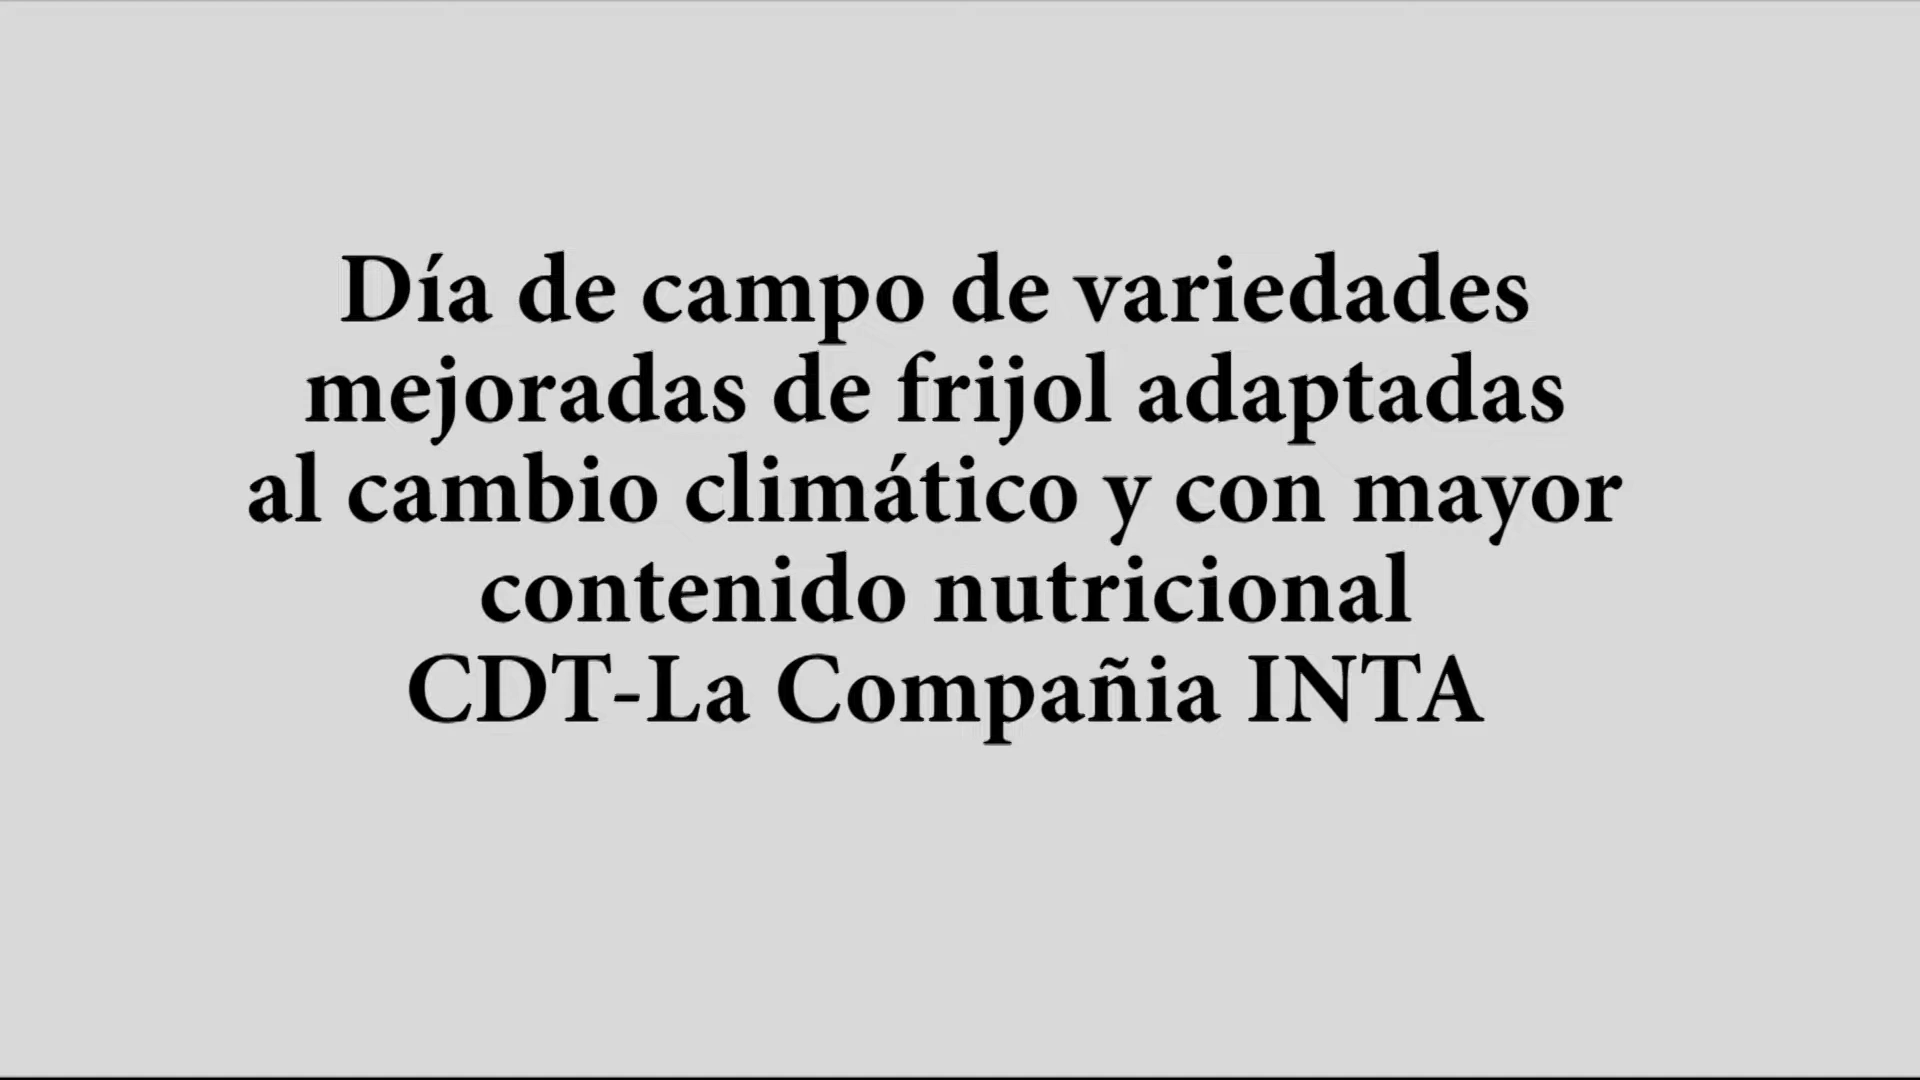 Día de campo de variedades
mejoradas de frijol adaptadas
al cambio climático y con mayor
contenido nutricional
CDT-La Compañia INTA